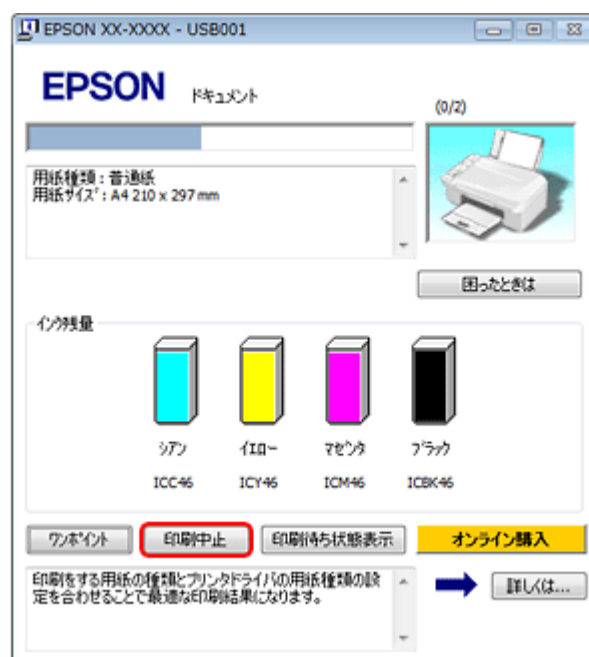 EPSON XX-XXXX - USB001
EPSON ドキュメント
(0/2)
用紙種類 : 普通紙
用紙サイズ : A4 210 x 297 mm
困ったときは
インク残量
シアン イエロー マゼンタ ブラック
ICC46 ICY46 ICM46 ICBK46
ワンポイント 印刷中止 印刷待ち状態表示 オンライン購入
印刷をする用紙の種類とプリンタドライバの用紙種類の設
定を合わせることで最適な印刷結果になります。
詳しくは...